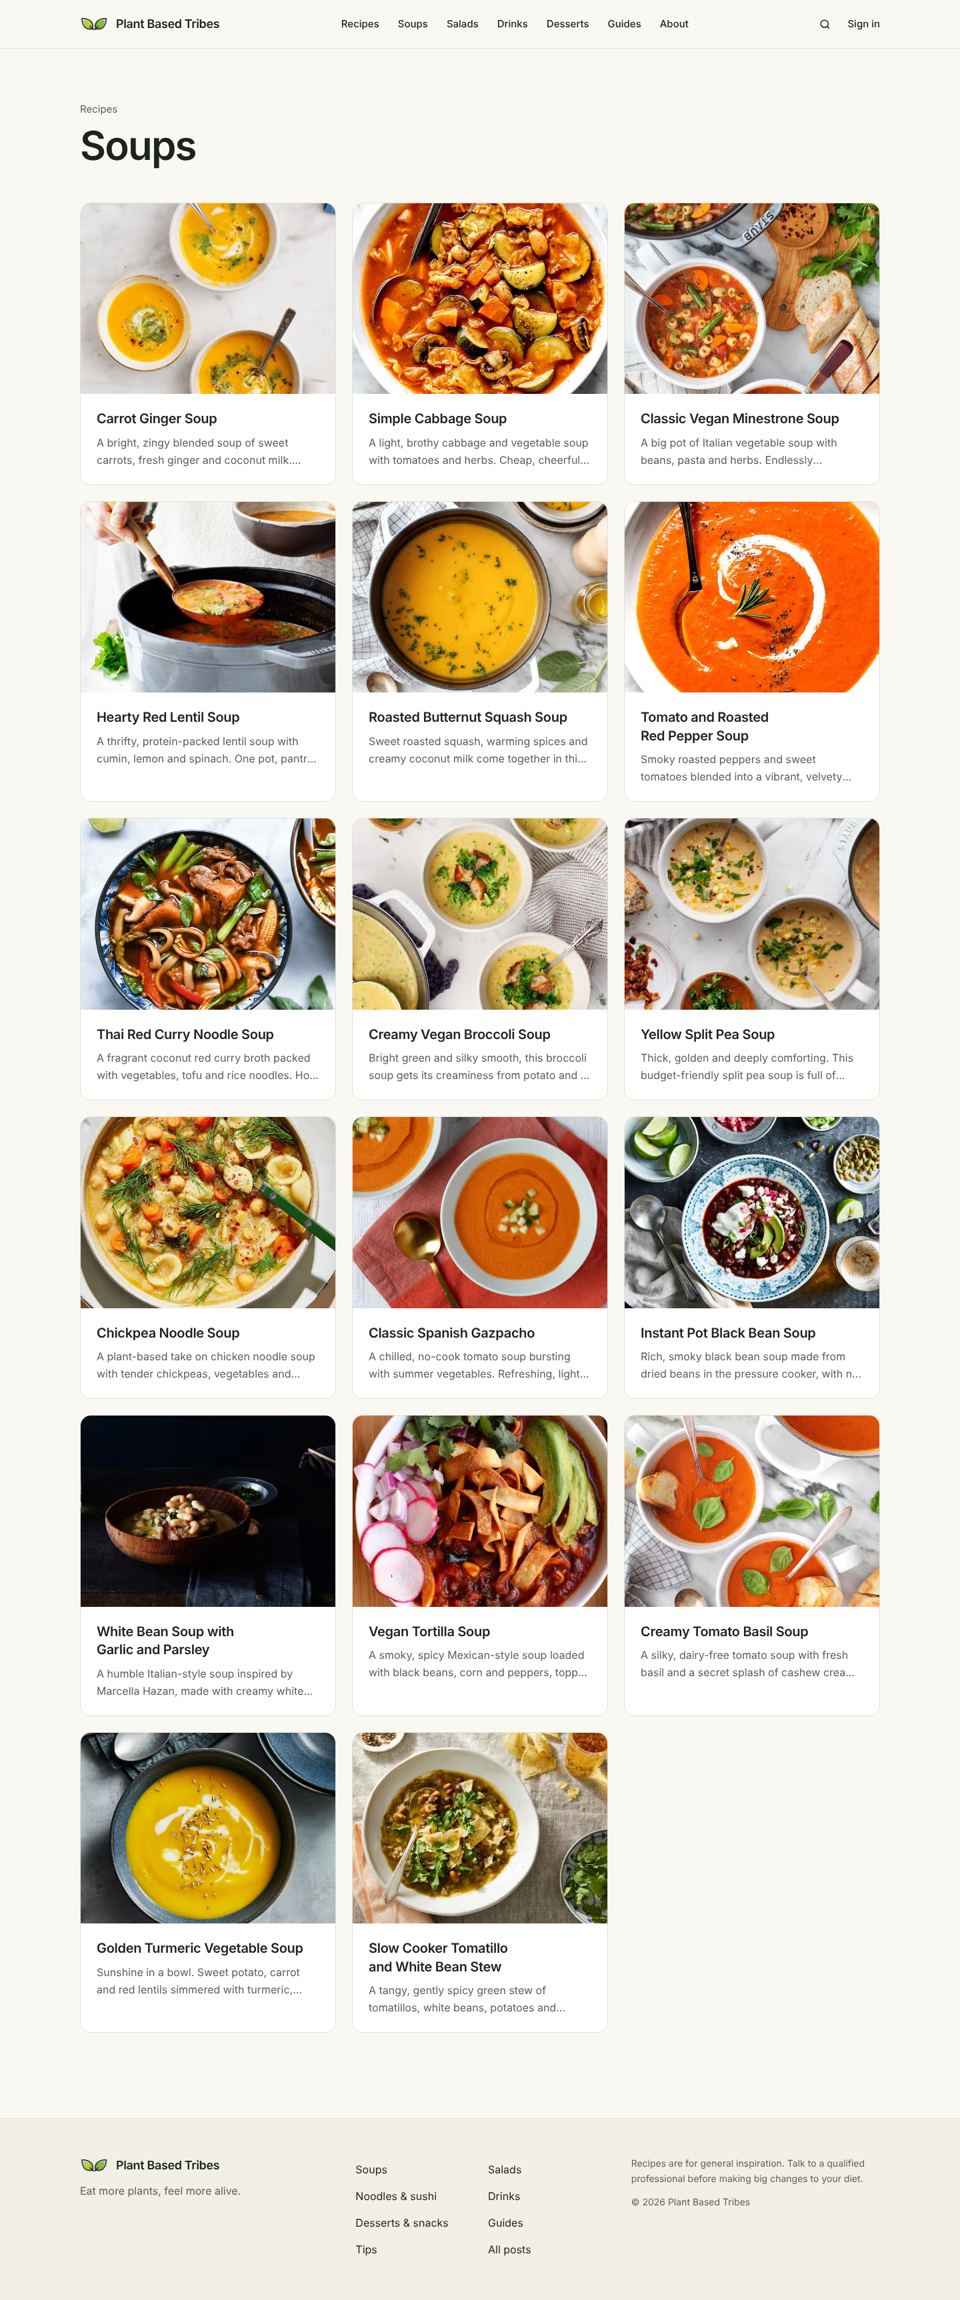 Plant Based Tribes
Recipes
Soups
Salads
Drinks
Desserts
Guides
About
Sign in
Recipes
Soups
STAUB
Carrot Ginger Soup
A bright, zingy blended soup of sweet
carrots, fresh ginger and coconut milk....
Simple Cabbage Soup
A light, brothy cabbage and vegetable soup
with tomatoes and herbs. Cheap, cheerful...
Classic Vegan Minestrone Soup
A big pot of Italian vegetable soup with
beans, pasta and herbs. Endlessly...
Hearty Red Lentil Soup
A thrifty, protein-packed lentil soup with
cumin, lemon and spinach. One pot, pantr...
Roasted Butternut Squash Soup
Sweet roasted squash, warming spices and
creamy coconut milk come together in thi...
Tomato and Roasted
Red Pepper Soup
Smoky roasted peppers and sweet
tomatoes blended into a vibrant, velvety...
STAUB
Thai Red Curry Noodle Soup
A fragrant coconut red curry broth packed
with vegetables, tofu and rice noodles. Ho...
Creamy Vegan Broccoli Soup
Bright green and silky smooth, this broccoli
soup gets its creaminess from potato and ...
Yellow Split Pea Soup
Thick, golden and deeply comforting. This
budget-friendly split pea soup is full of...
Chickpea Noodle Soup
A plant-based take on chicken noodle soup
with tender chickpeas, vegetables and...
Classic Spanish Gazpacho
A chilled, no-cook tomato soup bursting
with summer vegetables. Refreshing, light...
Instant Pot Black Bean Soup
Rich, smoky black bean soup made from
dried beans in the pressure cooker, with n...
White Bean Soup with
Garlic and Parsley
A humble Italian-style soup inspired by
Marcella Hazan, made with creamy white...
Vegan Tortilla Soup
A smoky, spicy Mexican-style soup loaded
with black beans, corn and peppers, topp...
Creamy Tomato Basil Soup
A silky, dairy-free tomato soup with fresh
basil and a secret splash of cashew crea...
Golden Turmeric Vegetable Soup
Sunshine in a bowl. Sweet potato, carrot
and red lentils simmered with turmeric,...
Slow Cooker Tomatillo
and White Bean Stew
A tangy, gently spicy green stew of
tomatillos, white beans, potatoes and...
Plant Based Tribes
Eat more plants, feel more alive.
Soups
Noodles & sushi
Desserts & snacks
Tips
Salads
Drinks
Guides
All posts
Recipes are for general inspiration. Talk to a qualified
professional before making big changes to your diet.
© 2026 Plant Based Tribes